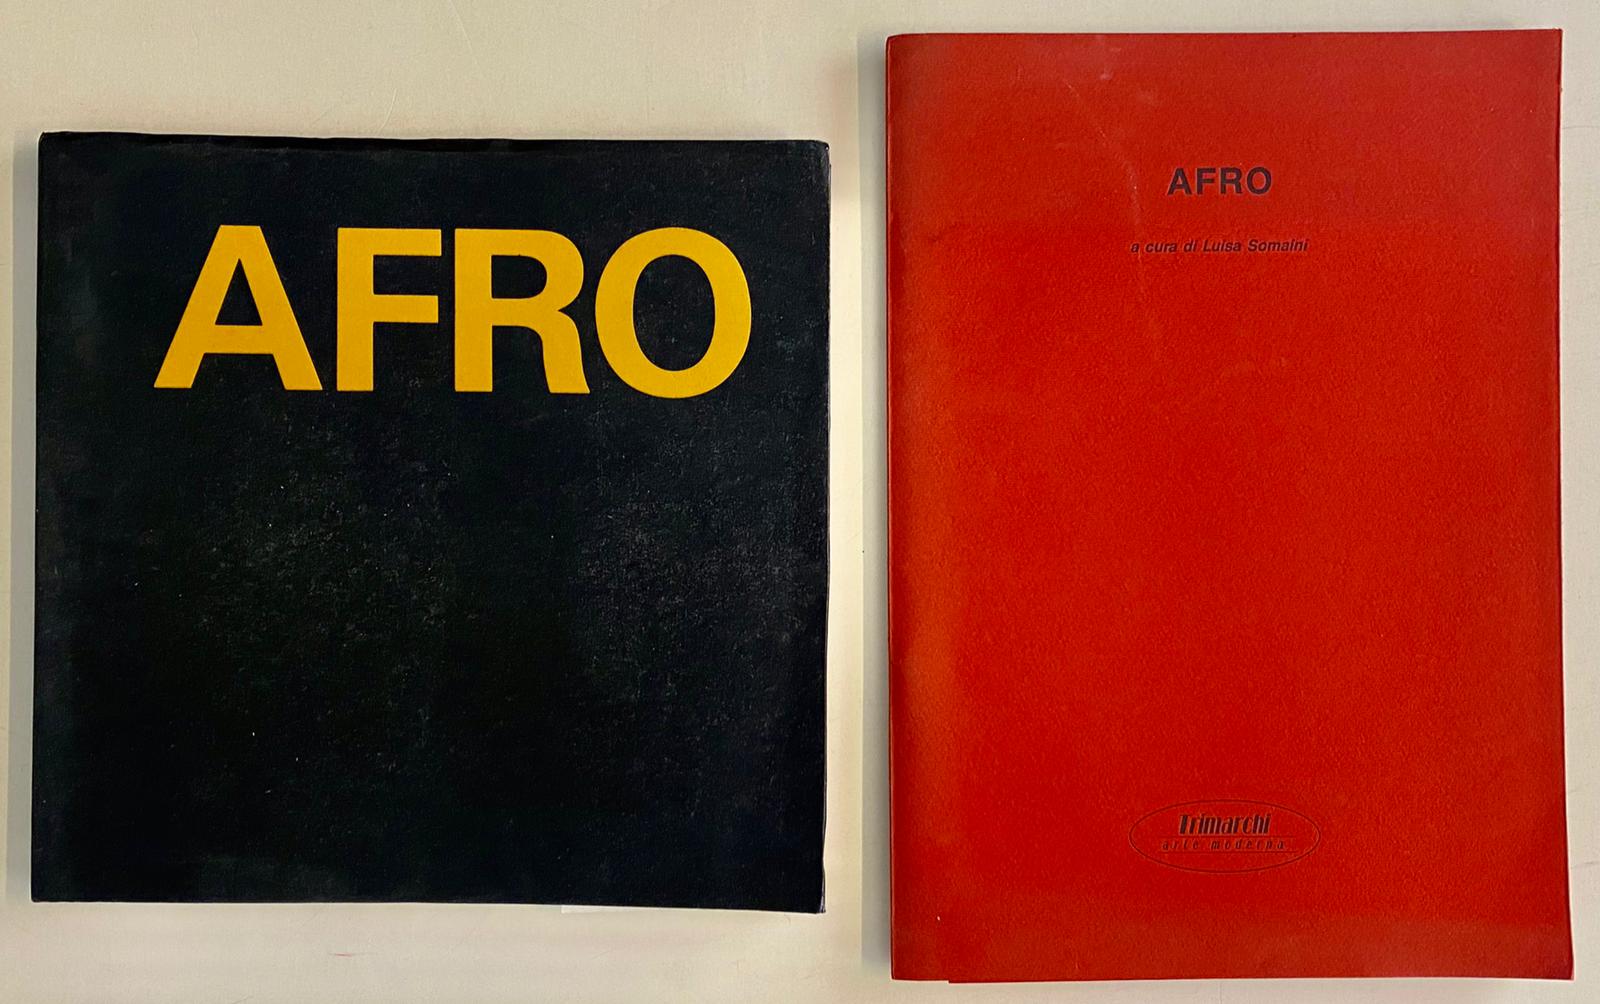 AFRO
AFRO
a cura di Luisa Somaini
Trimarchi
arte moderna